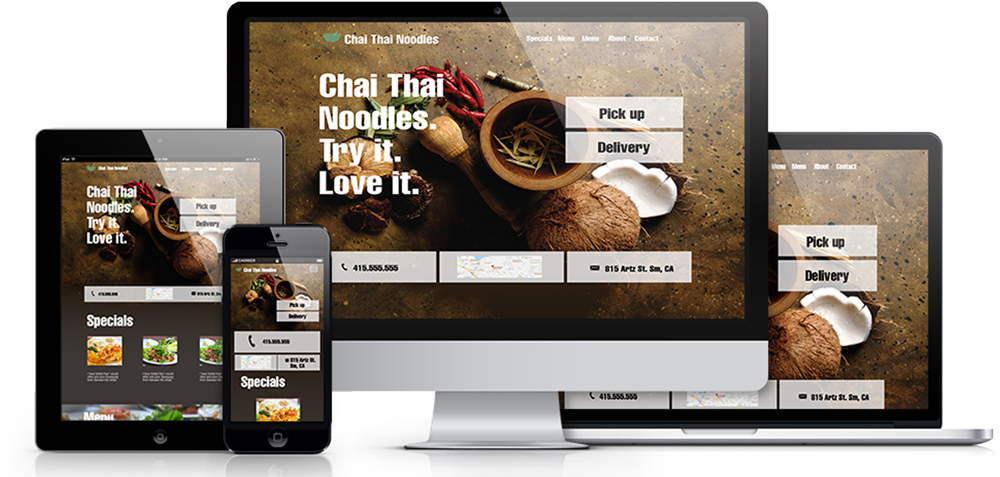 Chai Thai Noodles
Specials Menu Menu About Contact
Chai Thai
Noodles.
Try it.
Love it.
Pick up
Delivery
415.555.555
815 Artz St. Sm, CA
Chai Thai Noodles
Chai Thai
Noodles.
Try it.
Love it.
Pick up
Delivery
415.555.555
815 Artz St. Sm, CA
Specials
Menu
CARRIER
Chai Thai Noodles
Pick up
Delivery
415.555.555
815 Artz St.
Sm, CA
Specials
Menu Menu About Contact
Pick up
Delivery
415.555.555
815 Artz St. Sm, CA